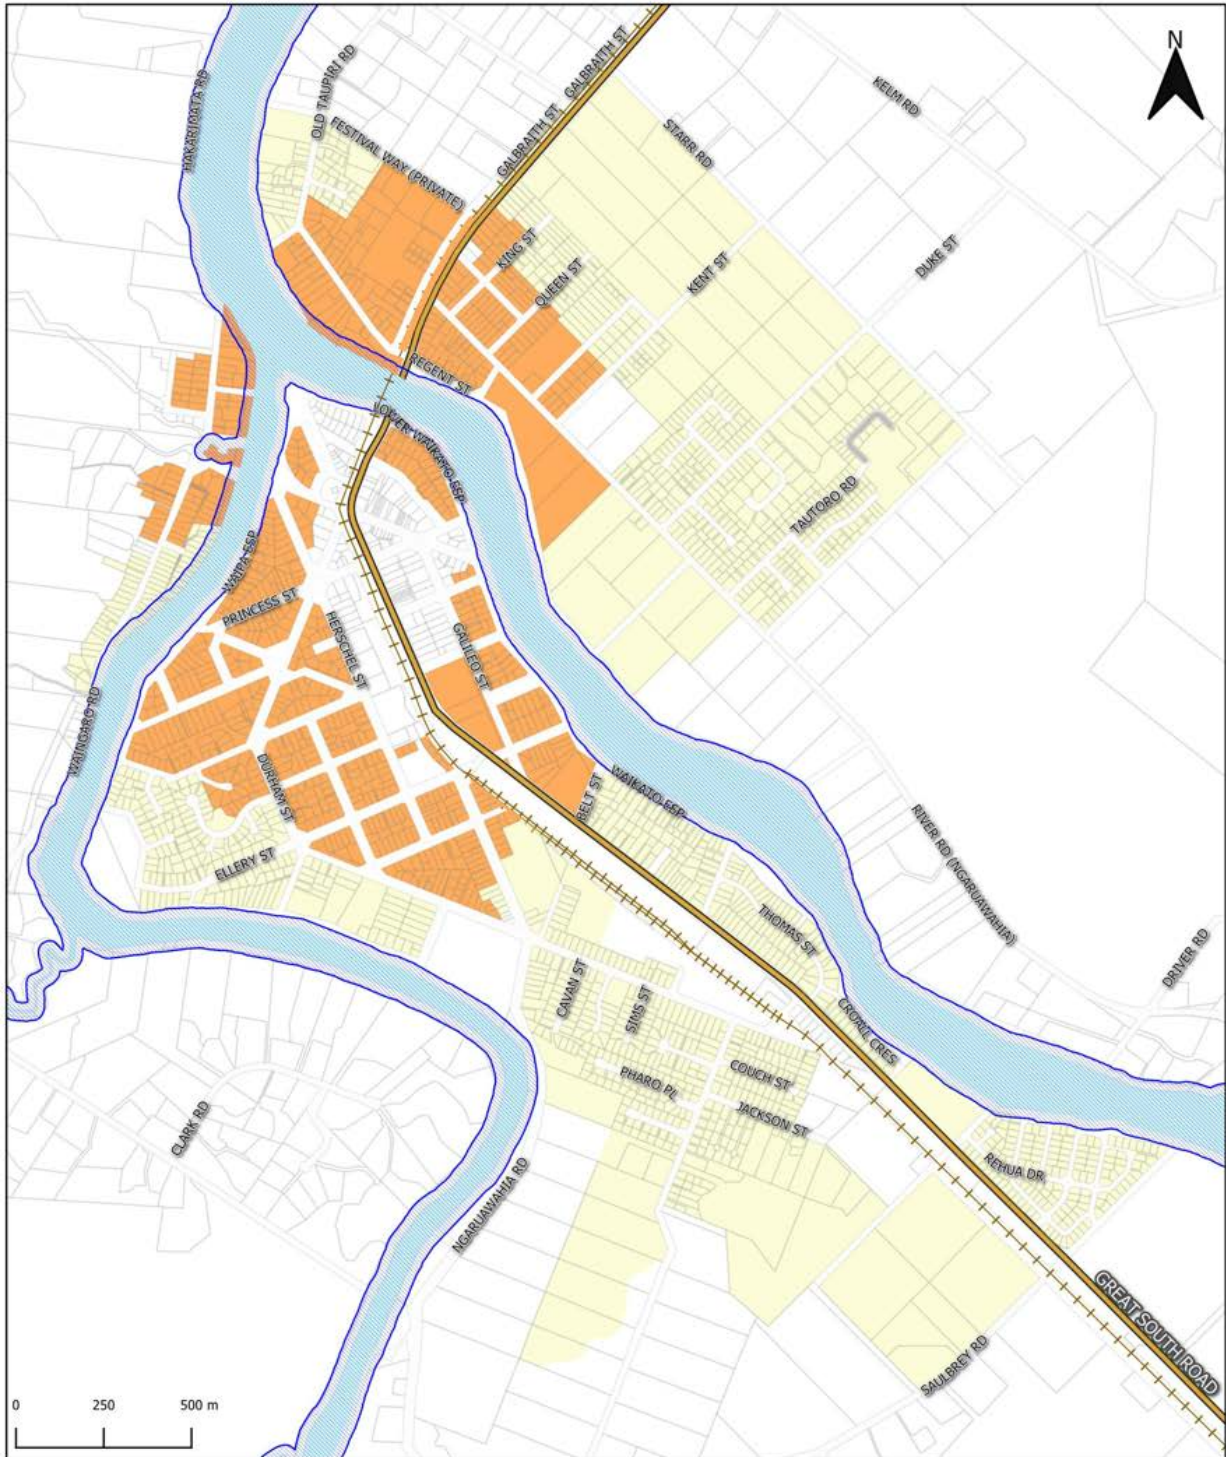 N
HAKARIMATA RD
OLD TAUPIRI RD
FESTIVAL WAY (PRIVATE)
GALBRAITH ST
GALBRAITH ST
STARR RD
KELM RD
KING ST
QUEEN ST
KENT ST
DUKE ST
REGENT ST
LOWER WAIKATO ESP
TAUTORO RD
WAIPA ESP
PRINCESS ST
HERSCHEL ST
GALILEO ST
WAINGARO RD
DURHAM ST
BELT ST
WAIKATO ESP
ELLERY ST
RIVER RD (NGARUAWAHIA)
THOMAS ST
DRIVER RD
CAVAN ST
SIMS ST
CROALL CRES
COUCH ST
PHARO PL
JACKSON ST
CLARK RD
NGARUAWAHIA RD
REHUA DR
GREAT SOUTH ROAD
SAULBREY RD
0 250 500 m